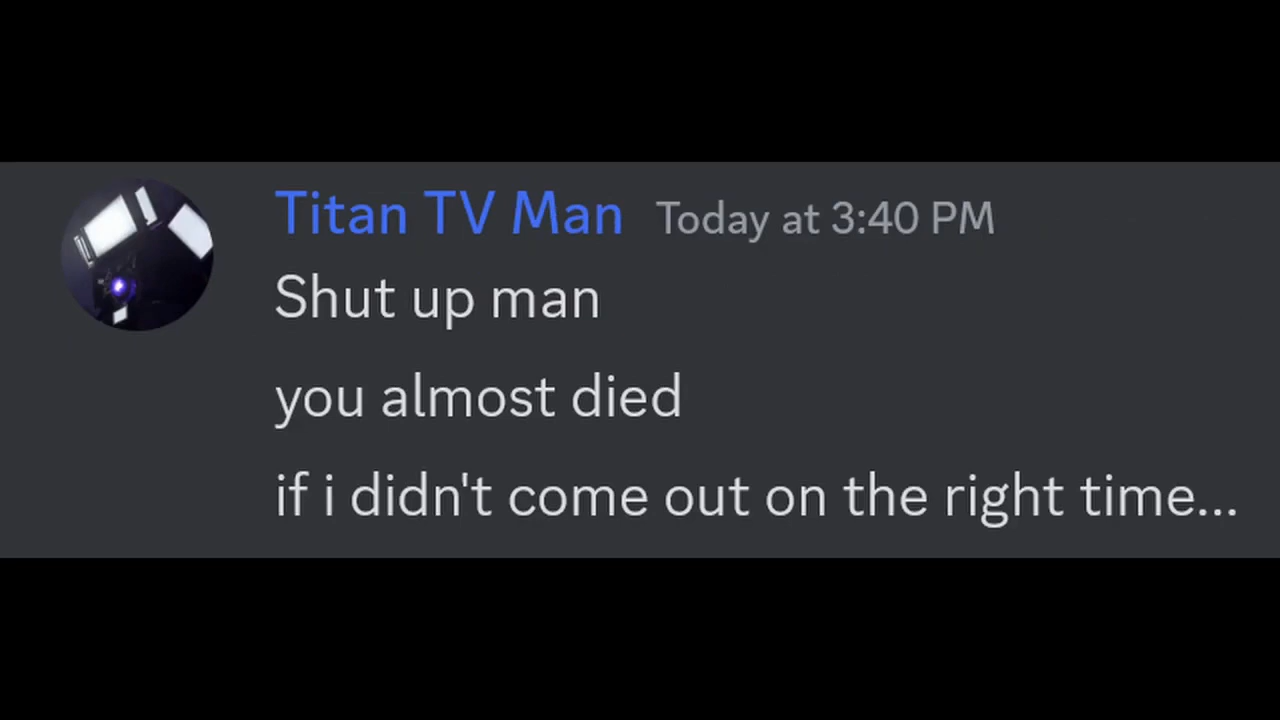 Titan TV Man Today at 3:40 PM
Shut up man
you almost died
if i didn't come out on the right time...